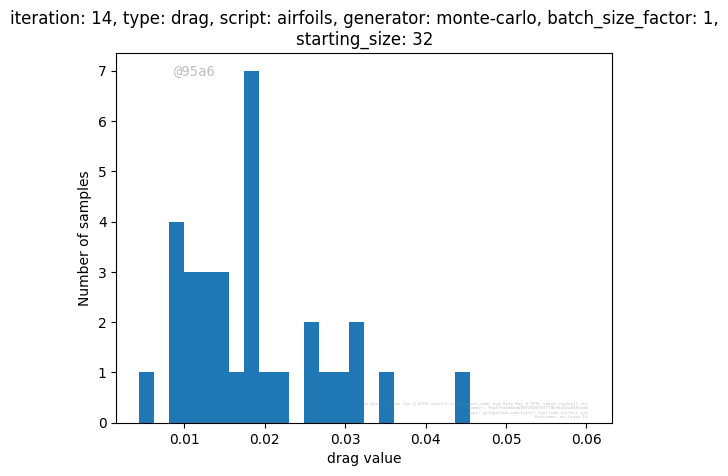 iteration: 14, type: drag, script: airfoils, generator: monte-carlo, batch_size_factor: 1,
starting_size: 32
@95a6
7
6
5
4
3
2
1
0
Number of samples
0.01 0.02 0.03 0.04 0.05 0.06
drag value